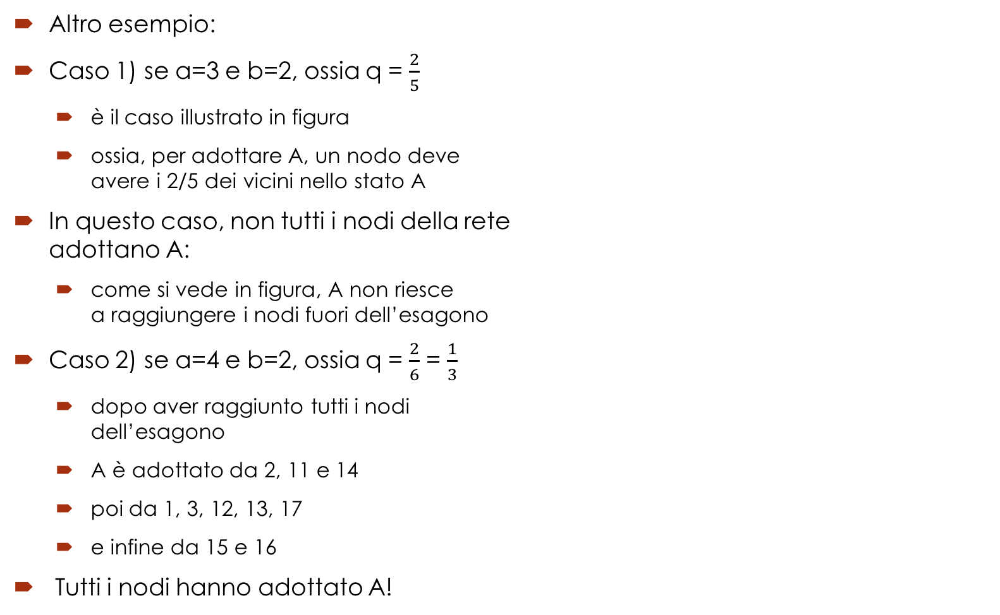 Altro esempio:
Caso 1) se a=3 e b=2, ossia q = 2/5
è il caso illustrato in figura
ossia, per adottare A, un nodo deve
avere i 2/5 dei vicini nello stato A
In questo caso, non tutti i nodi della rete
adottano A:
come si vede in figura, A non riesce
a raggiungere i nodi fuori dell’esagono
Caso 2) se a=4 e b=2, ossia q = 2/6 = 1/3
dopo aver raggiunto tutti i nodi
dell’esagono
A è adottato da 2, 11 e 14
poi da 1, 3, 12, 13, 17
e infine da 15 e 16
Tutti i nodi hanno adottato A!